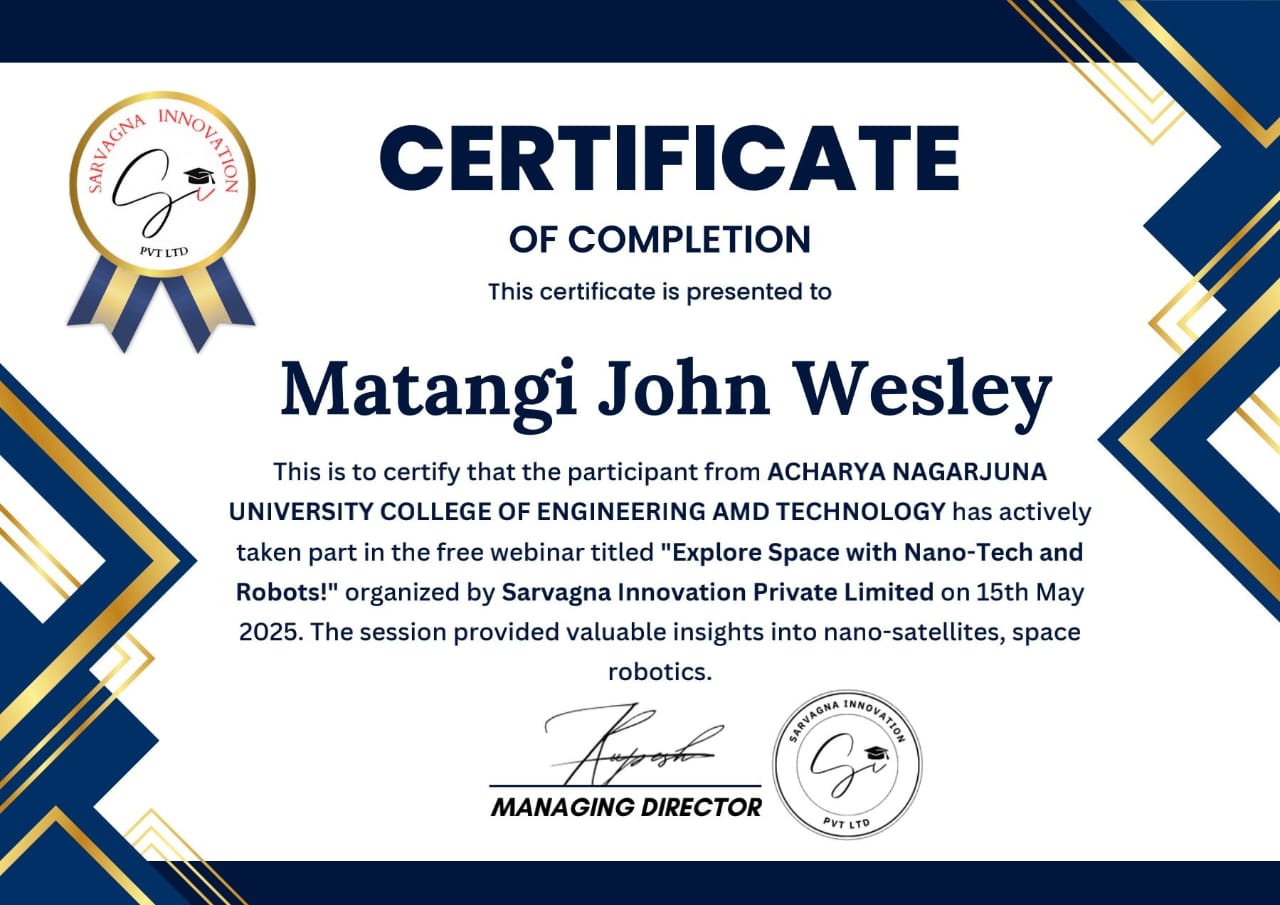 SARVAGNA INNOVATION
Si
PVT LTD
CERTIFICATE
OF COMPLETION
This certificate is presented to
Matangi John Wesley
This is to certify that the participant from ACHARYA NAGARJUNA
UNIVERSITY COLLEGE OF ENGINEERING AMD TECHNOLOGY has actively
taken part in the free webinar titled "Explore Space with Nano-Tech and
Robots!" organized by Sarvagna Innovation Private Limited on 15th May
2025. The session provided valuable insights into nano-satellites, space
robotics.
Rupesh
MANAGING DIRECTOR
SARVAGNA INNOVATION
Si
PVT LTD